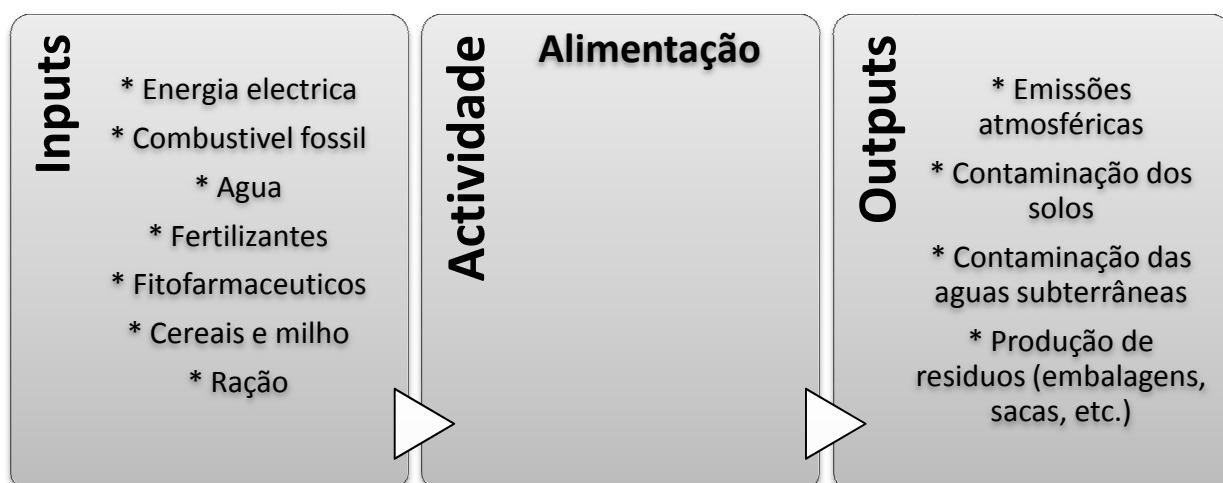 Inputs
* Energia electrica
* Combustivel fossil
* Agua
* Fertilizantes
* Fitofarmaceuticos
* Cereais e milho
* Ração
Actividade
Alimentação
Outputs
* Emissões
atmosféricas
* Contaminação dos
solos
* Contaminação das
aguas subterrâneas
* Produção de
residuos (embalagens,
sacas, etc.)